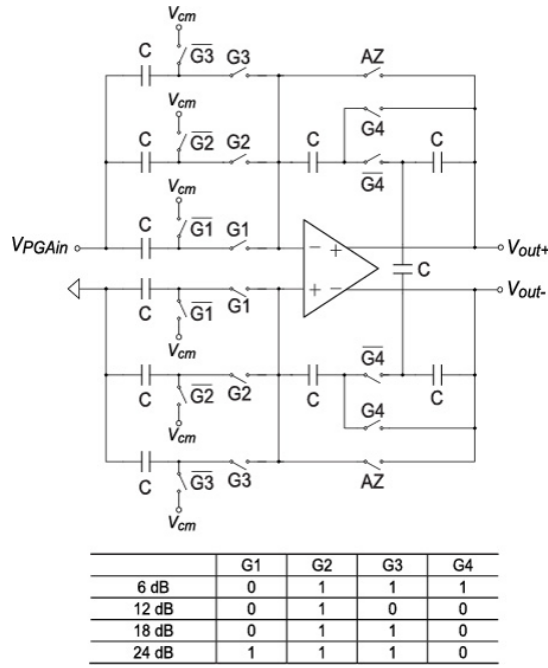 Vcm
C G3 G3 AZ
Vcm
G4
C G2 G2 C C
G4
Vcm
C G1 G1
VPGAin − + Vout+
C
+ − Vout-
C G1 G1
Vcm
G4
C G2 G2 C C
G4
Vcm
C G3 G3 AZ
Vcm
G1 G2 G3 G4
6 dB 0 1 1 1
12 dB 0 1 0 0
18 dB 0 1 1 0
24 dB 1 1 1 0